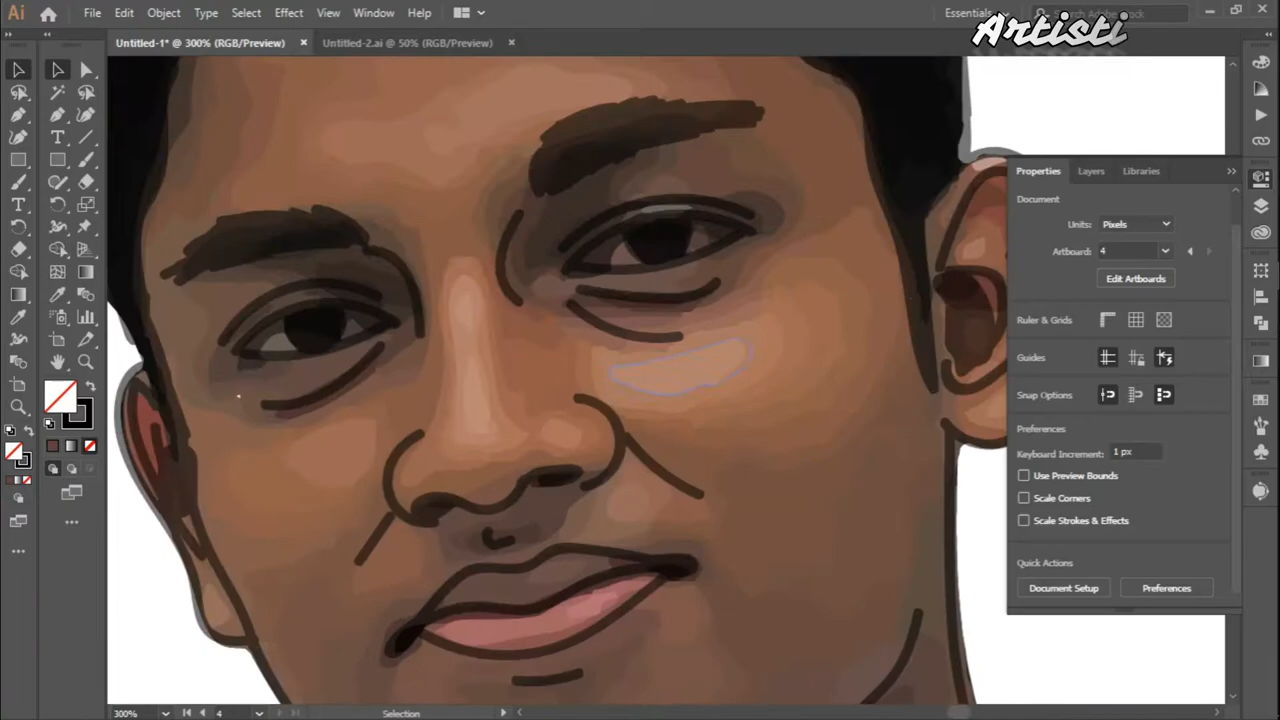 Ai
File Edit Object Type Select Effect View Window Help
Essentials
Search Adobe Stock
Artisti
Untitled-1* @ 300% (RGB/Preview) ×
Untitled-2.ai @ 50% (RGB/Preview) ×
Properties Layers Libraries
Document
Units: Pixels
Artboard: 4
Edit Artboards
Ruler & Grids
Guides
Snap Options
Preferences
Keyboard Increment: 1 px
Use Preview Bounds
Scale Corners
Scale Strokes & Effects
Quick Actions
Document Setup Preferences
300% 4 Selection